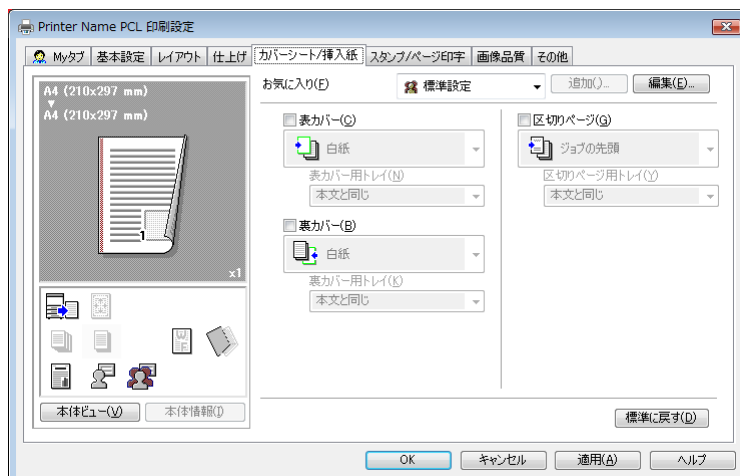 Printer Name PCL 印刷設定
Myタブ 基本設定 レイアウト 仕上げ カバーシート/挿入紙 スタンプ/ページ印字 画像品質 その他
A4 (210x297 mm)
A4 (210x297 mm)
1
x1
本体ビュー(V) 本体情報(I)
お気に入り(F) 標準設定 追加()... 編集(E)...
表カバー(C)
白紙
表カバー用トレイ(N)
本文と同じ
裏カバー(B)
白紙
裏カバー用トレイ(K)
本文と同じ
区切りページ(G)
ジョブの先頭
区切りページ用トレイ(Y)
本文と同じ
標準に戻す(D)
OK キャンセル 適用(A) ヘルプ